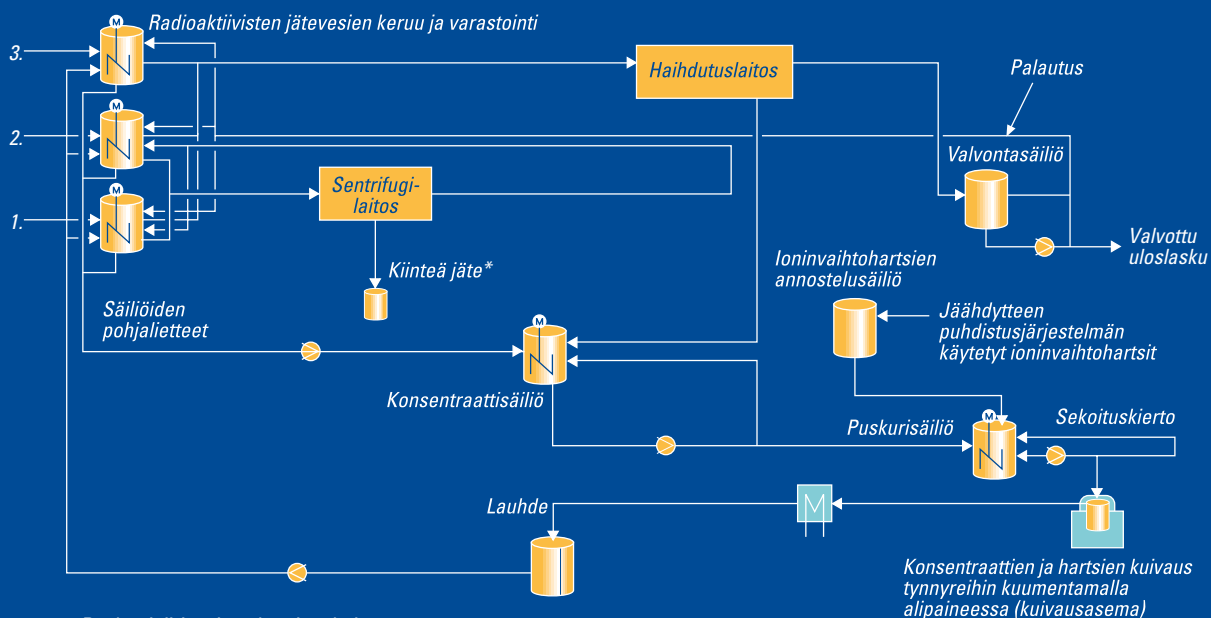 Radioaktiivisten jätevesien keruu ja varastointi
M
3.
Haihdutuslaitos
Palautus
M
2.
Valvontasäiliö
Sentrifugi-
laitos
M
1.
Valvottu
uloslasku
Kiinteä jäte*
Ioninvaihtohartsien
annostelusäiliö
Säiliöiden
pohjalietteet
Jäähdytteen
puhdistusjärjestelmän
käytetyt ioninvaihtohartsit
M
Konsentraattisäiliö
Puskurisäiliö
M
Sekoituskierto
Lauhde
Konsentraattien ja hartsien kuivaus
tynnyreihin kuumentamalla
alipaineessa (kuivausasema)